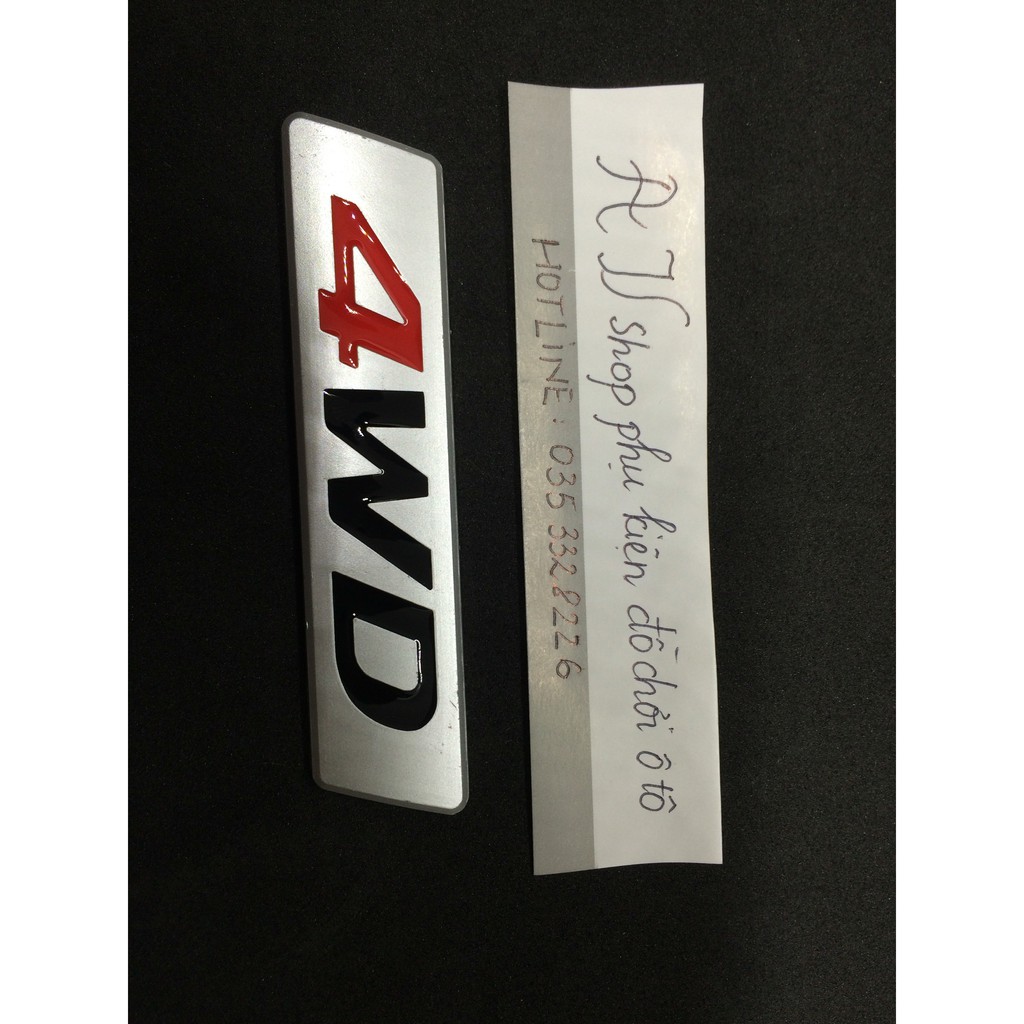 4WD
A shop phụ kiện đồ chơi ô tô
HOTLINE: 035 332.8226